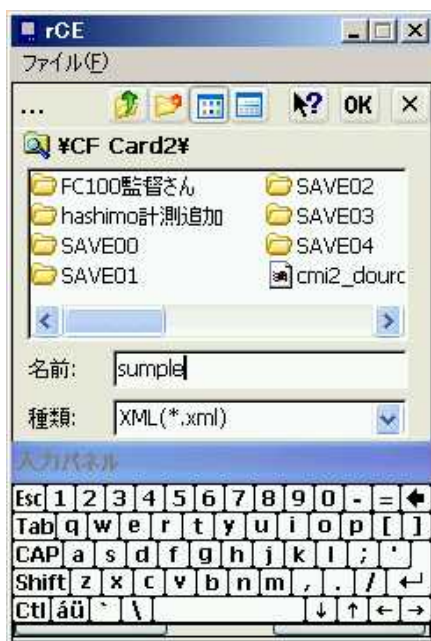 rCE
ファイル(F)
... OK
¥CF Card2¥
FC100監督さん SAVE02
hashimo計測追加 SAVE03
SAVE00 SAVE04
SAVE01 cmi2_dourc
名前: sumple
種類: XML(*.xml)
入力パネル
Esc 1 2 3 4 5 6 7 8 9 0 - =
Tab q w e r t y u i o p [ ]
CAP a s d f g h j k l ; '
Shift z x c v b n m , . /
Ctl áü ` \ ↓ ↑ ← →